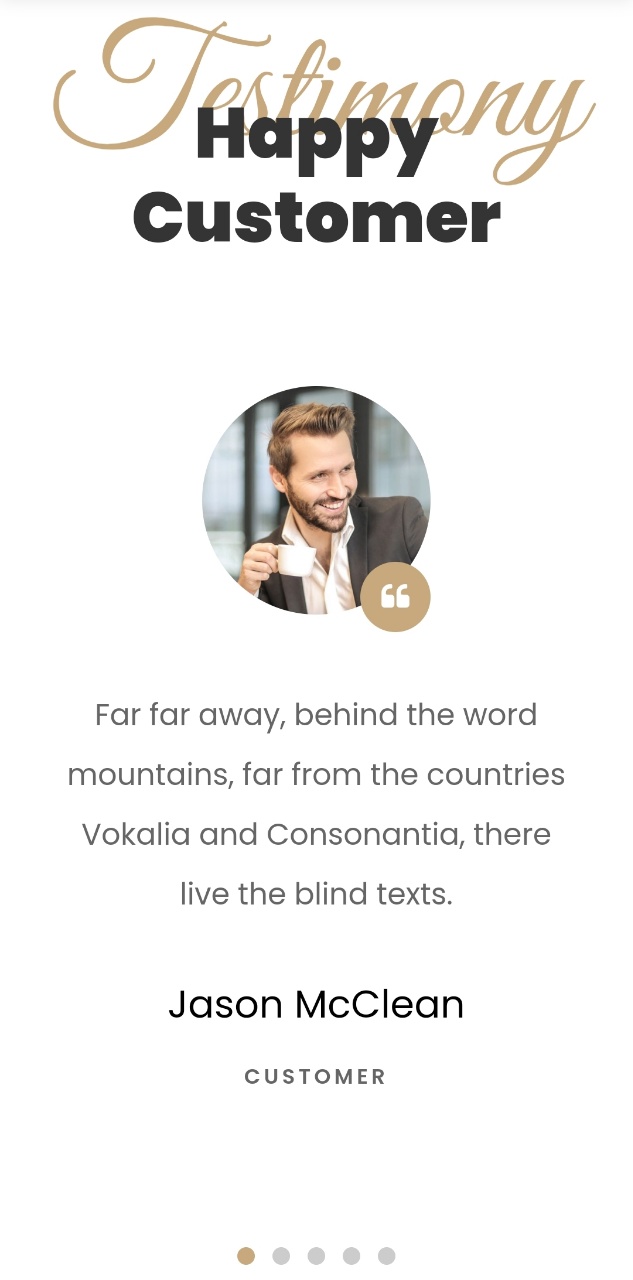 Testimony
Happy
Customer
Far far away, behind the word
mountains, far from the countries
Vokalia and Consonantia, there
live the blind texts.
Jason McClean
CUSTOMER